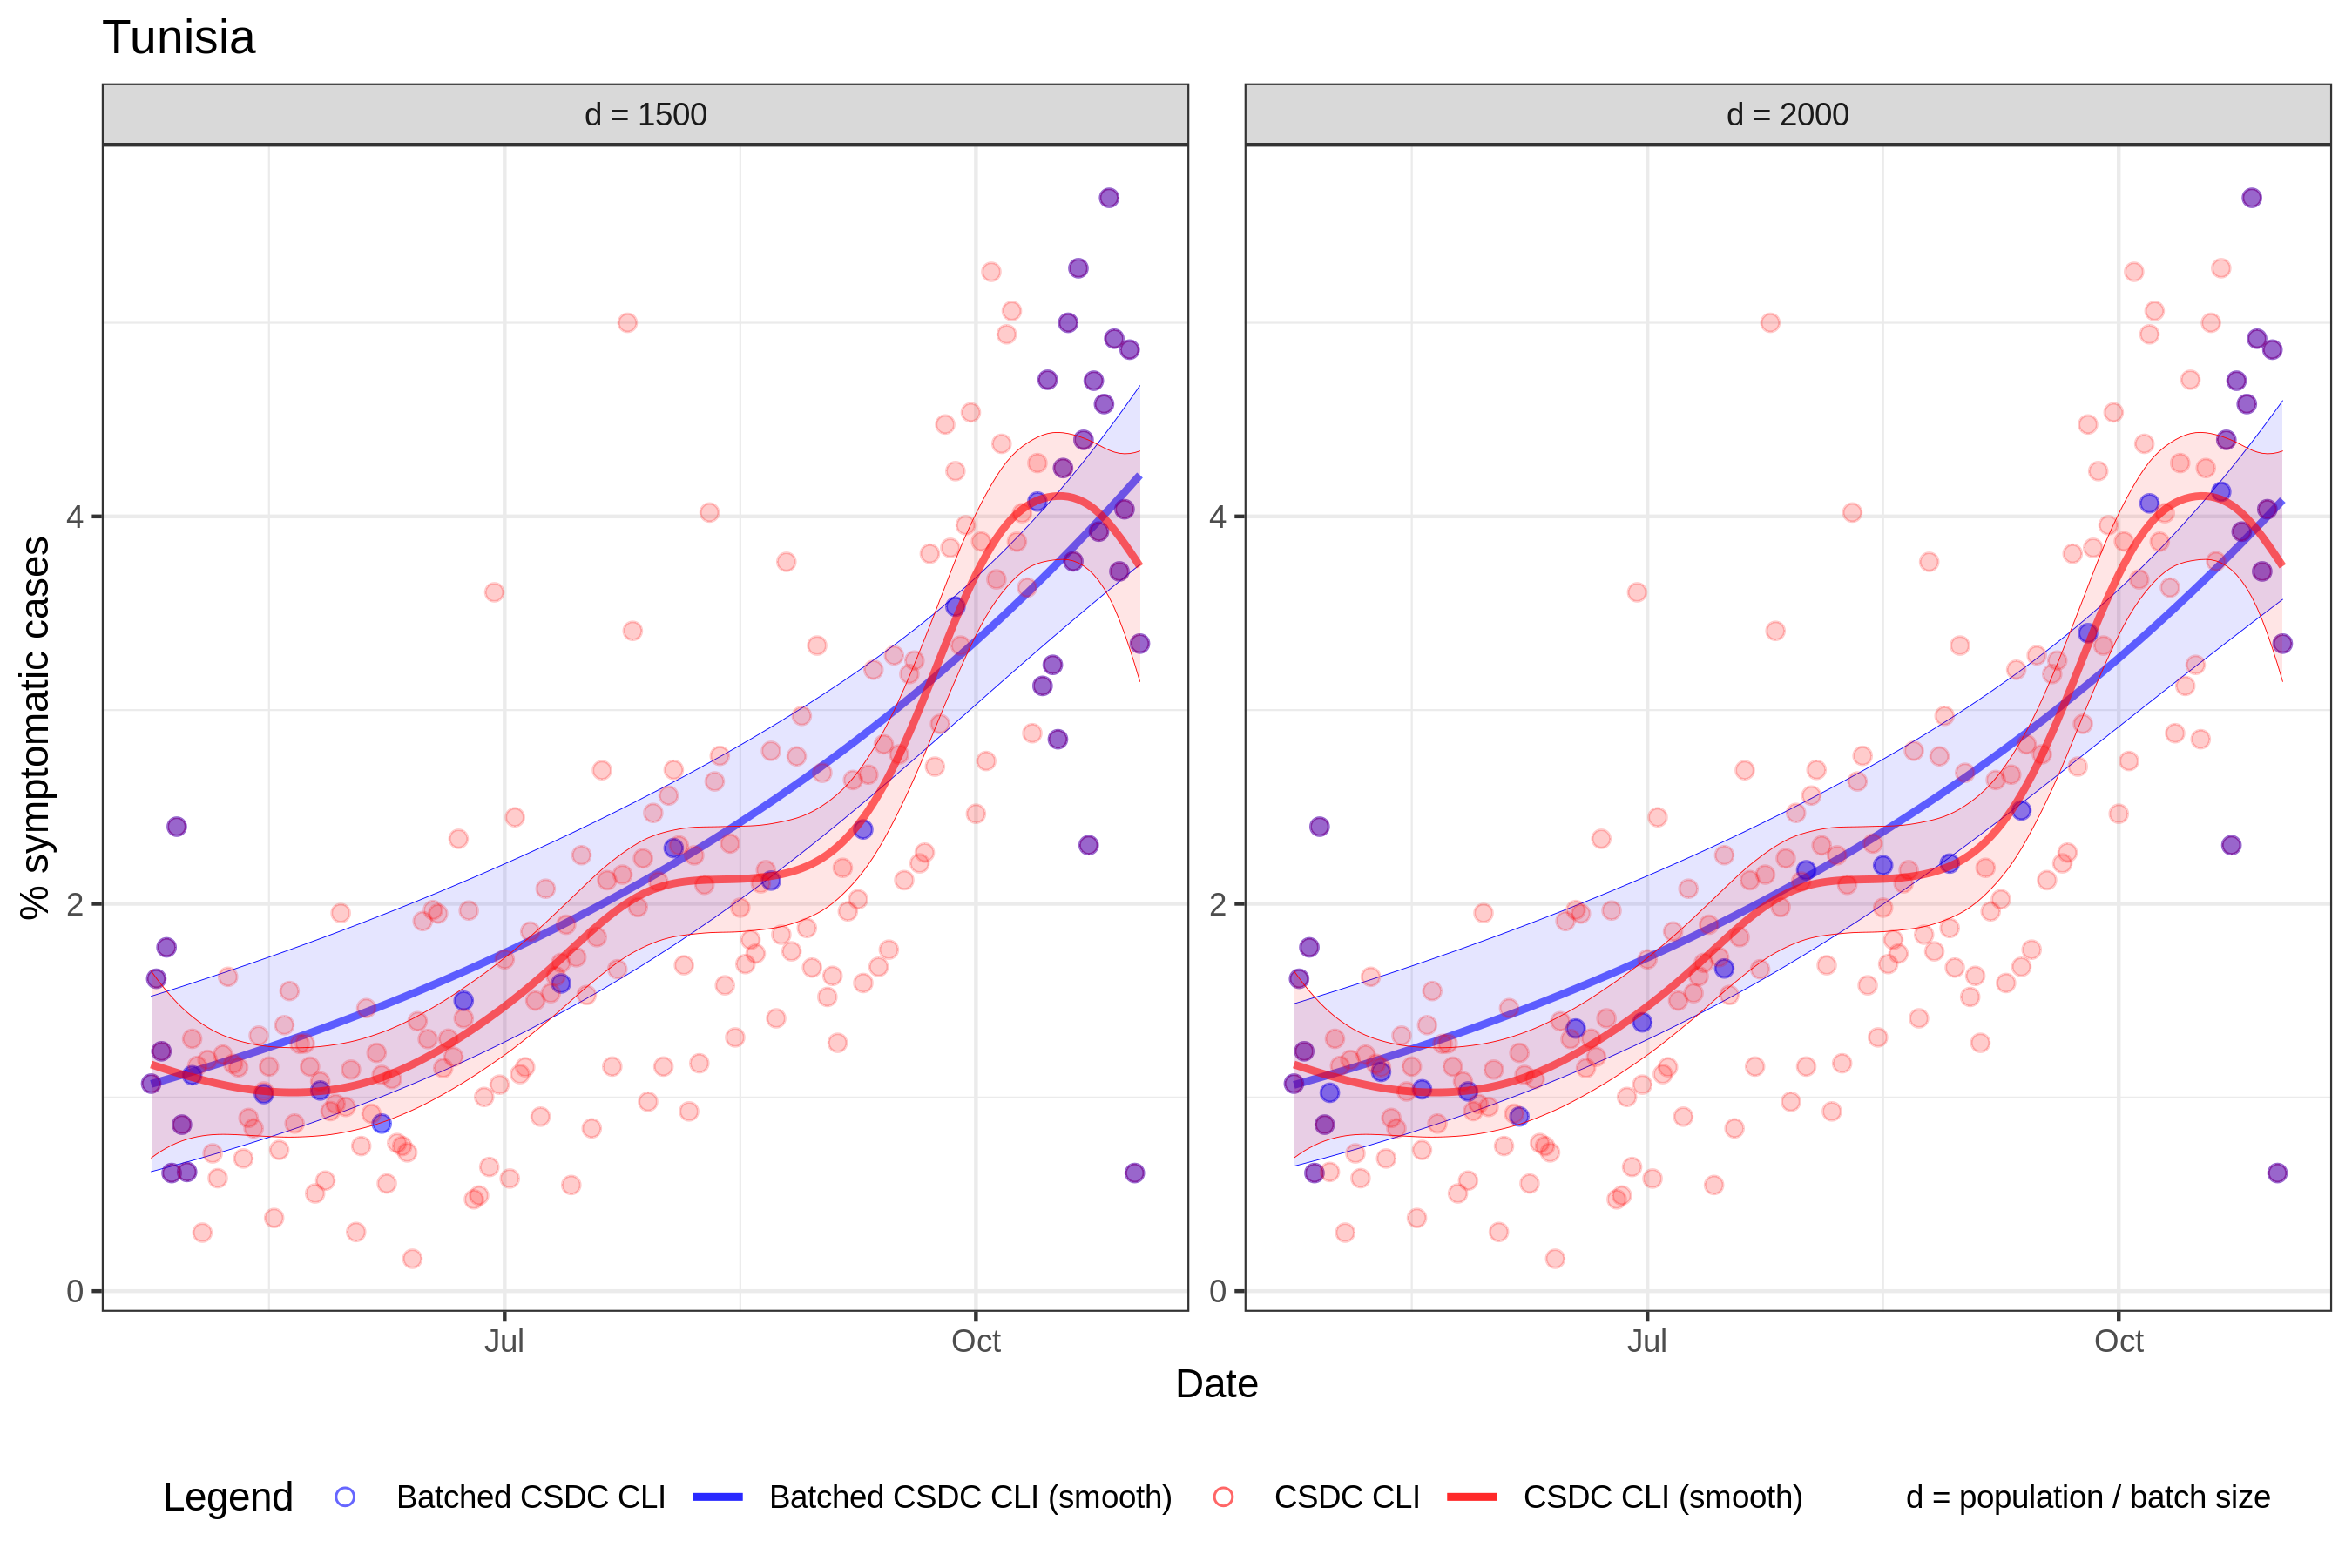 Tunisia
d = 1500
d = 2000
% symptomatic cases
4
2
0
4
2
0
Jul
Oct
Jul
Oct
Date
Legend
Batched CSDC CLI
Batched CSDC CLI (smooth)
CSDC CLI
CSDC CLI (smooth)
d = population / batch size